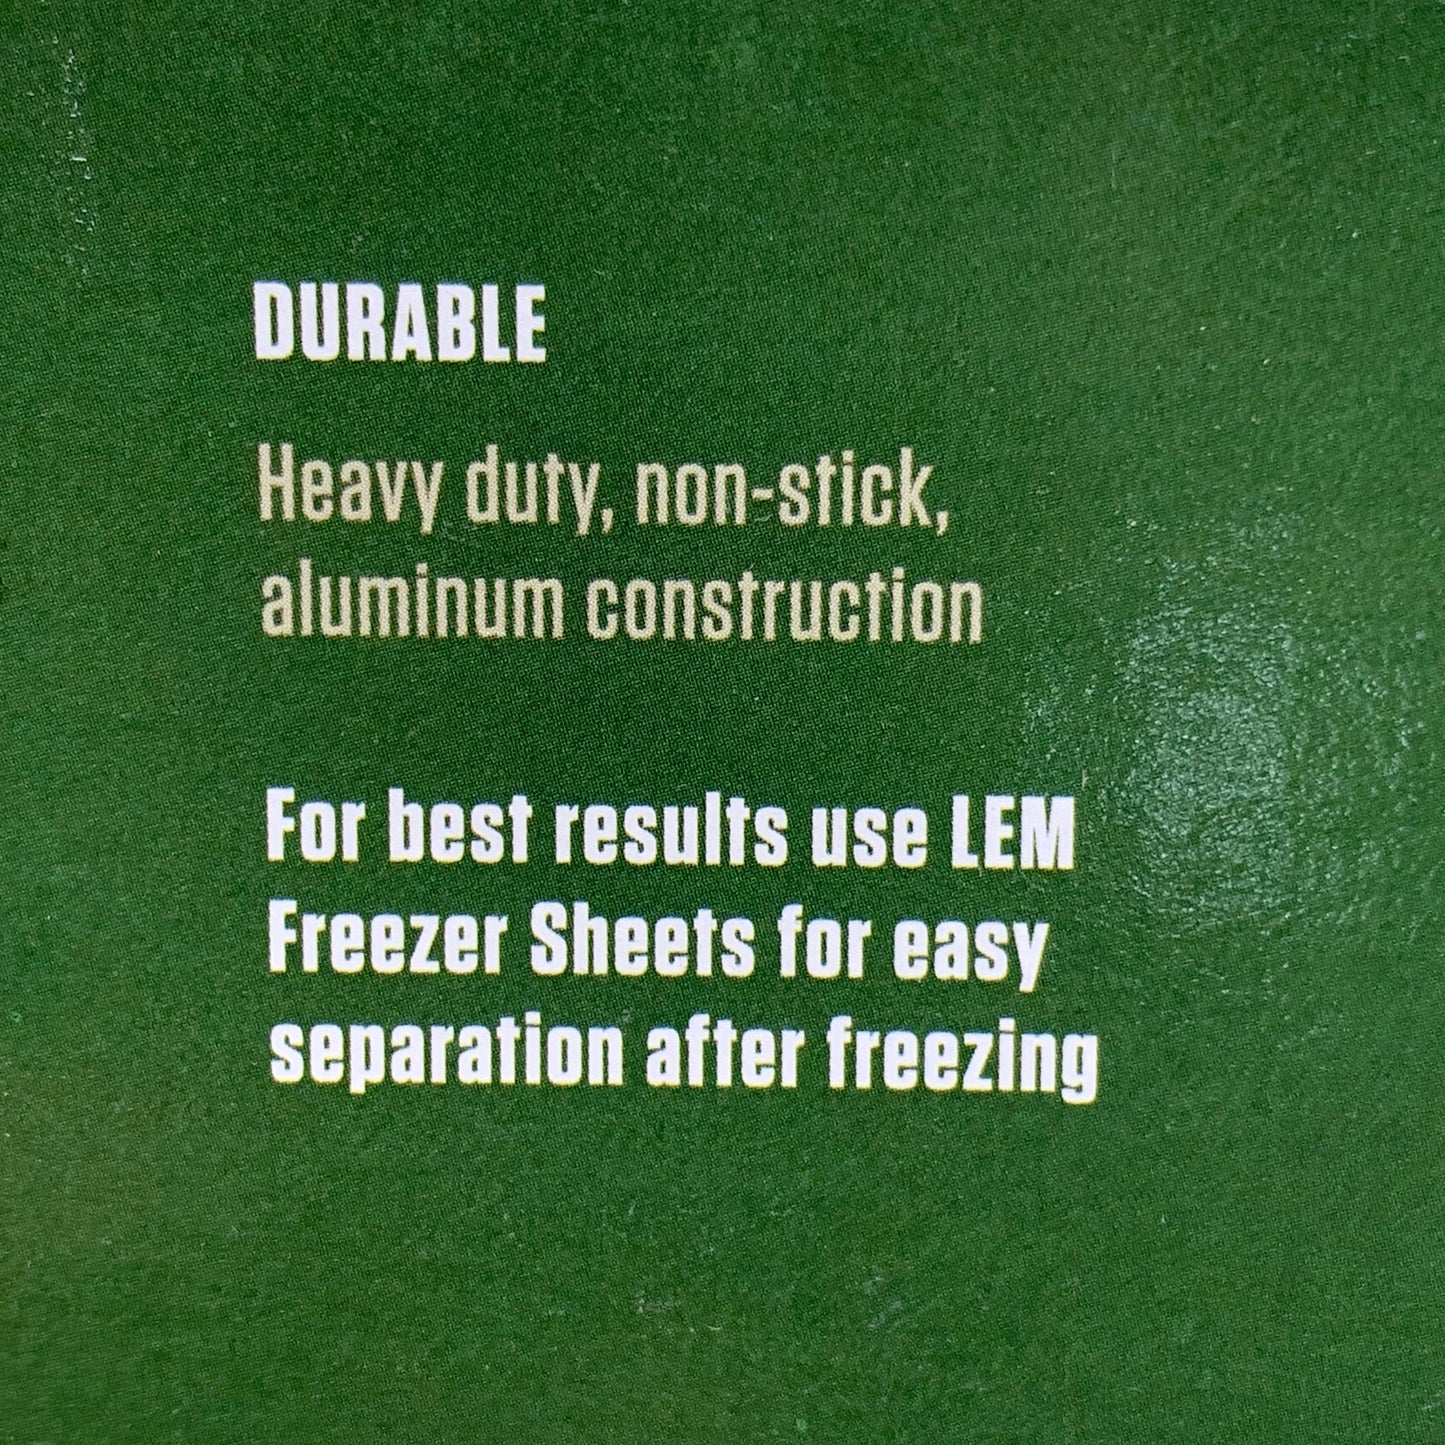 DURABLE
Heavy duty, non-stick,
aluminum construction
For best results use LEM
Freezer Sheets for easy
separation after freezing